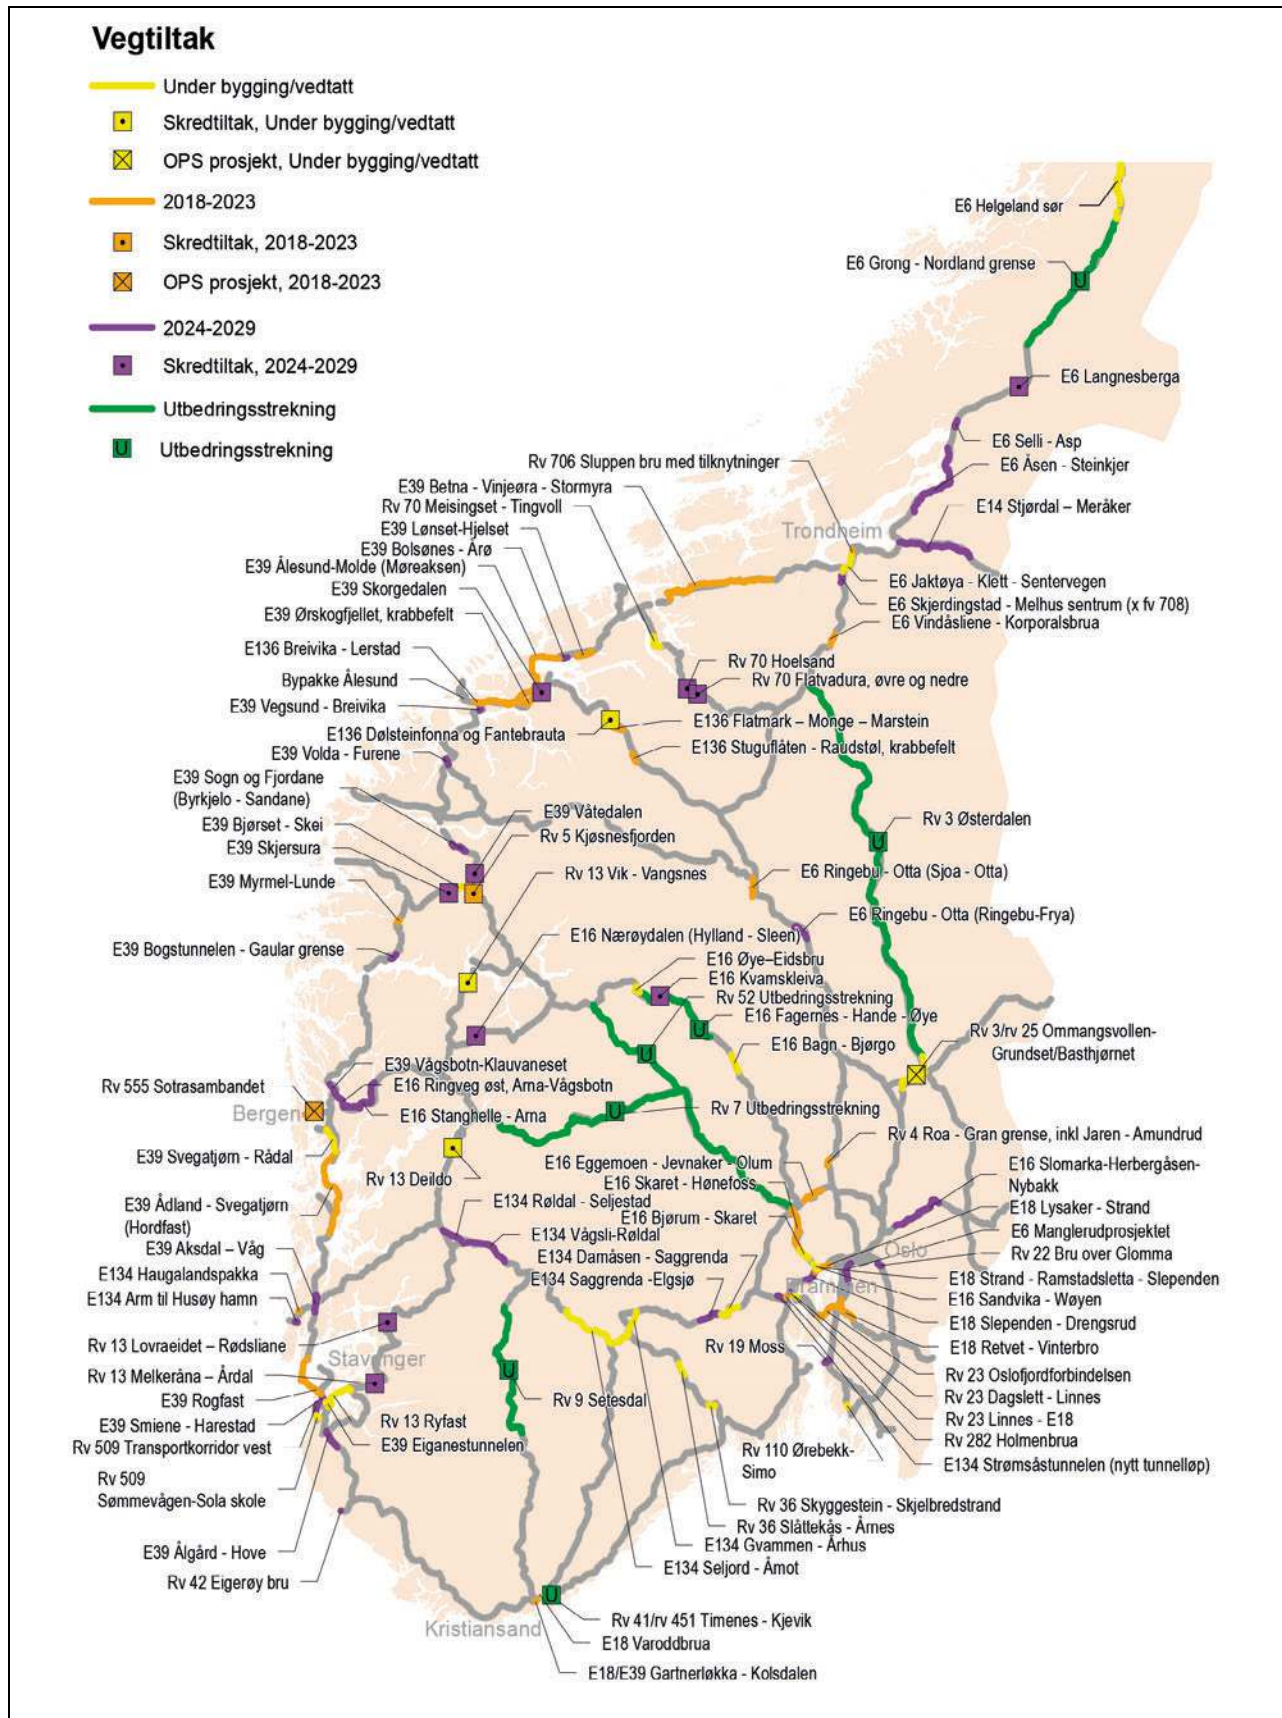 Vegtiltak
Under bygging/vedtatt
Skredtiltak, Under bygging/vedtatt
OPS prosjekt, Under bygging/vedtatt
2018-2023
Skredtiltak, 2018-2023
OPS prosjekt, 2018-2023
2024-2029
Skredtiltak, 2024-2029
Utbedringsstrekning
U
Utbedringsstrekning
E6 Helgeland sør
E6 Grong - Nordland grense
U
E6 Langnesberga
E6 Selli - Asp
Rv 706 Sluppen bru med tilknytninger
E6 Åsen - Steinkjer
E39 Betna - Vinjeøra - Stormyra
Rv 70 Meisingset - Tingvoll
E14 Stjørdal – Meråker
E39 Lønset-Hjelset
Trondheim
E39 Bolsønes - Årø
E39 Ålesund-Molde (Møreaksen)
E6 Jaktøya - Klett - Sentervegen
E39 Skorgedalen
E6 Skjerdingstad - Melhus sentrum (x fv 708)
E39 Ørskogfjellet, krabbefelt
E6 Vindåsliene - Korporalsbrua
E136 Breivika - Lerstad
Rv 70 Hoelsand
Bypakke Ålesund
Rv 70 Flatvadura, øvre og nedre
E39 Vegsund - Breivika
E136 Flatmark – Monge – Marstein
E136 Dølsteinfonna og Fantebrauta
E136 Stuguflåten - Raudstøl, krabbefelt
E39 Volda - Furene
E39 Sogn og Fjordane
(Byrkjelo - Sandane)
E39 Våtedalen
E39 Bjørset - Skei
Rv 5 Kjøsnesfjorden
U
Rv 3 Østerdalen
E39 Skjersura
Rv 13 Vik - Vangsnes
E6 Ringebu - Otta (Sjoa - Otta)
E39 Myrmel-Lunde
E6 Ringebu - Otta (Ringebu-Frya)
E16 Nærøydalen (Hylland - Sleen)
E39 Bogstunnelen - Gaular grense
E16 Øye–Eidsbru
E16 Kvamskleiva
Rv 52 Utbedringsstrekning
U
E16 Fagernes - Hande - Øye
Rv 3/rv 25 Ommangsvollen-
Grundset/Basthjørnet
U
E16 Bagn - Bjørgo
E39 Vågsbotn-Klauvaneset
Rv 555 Sotrasambandet
E16 Ringveg øst, Arna-Vågsbotn
Bergen
E16 Stanghelle - Arna
U
Rv 7 Utbedringsstrekning
Rv 4 Roa - Gran grense, inkl Jaren - Amundrud
E39 Svegatjørn - Rådal
E16 Eggemoen - Jevnaker - Olum
E16 Slomarka-Herbergåsen-
Nybakk
Rv 13 Deildo
E16 Skaret - Hønefoss
E39 Ådland - Svegatjørn
(Hordfast)
E134 Røldal - Seljestad
E18 Lysaker - Strand
E16 Bjørum - Skaret
E6 Manglerudprosjektet
Oslo
E134 Vågsli-Røldal
Rv 22 Bru over Glomma
E39 Aksdal – Våg
E134 Damåsen - Saggrenda
E18 Strand - Ramstadsletta - Slependen
E134 Haugalandspakka
E134 Saggrenda -Elgsjø
Drammen
E16 Sandvika - Wøyen
E134 Arm til Husøy hamn
E18 Slependen - Drengsrud
Rv 13 Lovraeidet – Rødsliane
Rv 19 Moss
E18 Retvet - Vinterbro
Stavanger
Rv 13 Melkeråna – Årdal
U
Rv 23 Oslofjordforbindelsen
Rv 23 Dagslett - Linnes
E39 Rogfast
Rv 9 Setesdal
Rv 23 Linnes - E18
E39 Smiene - Harestad
Rv 13 Ryfast
Rv 282 Holmenbrua
Rv 509 Transportkorridor vest
E39 Eiganestunnelen
Rv 110 Ørebekk-
Simo
E134 Strømsåstunnelen (nytt tunnelløp)
Rv 509
Sømmevågen-Sola skole
Rv 36 Skyggestein - Skjelbredstrand
Rv 36 Slåttekås - Årnes
E39 Ålgård - Hove
E134 Gvammen - Århus
E134 Seljord - Åmot
Rv 42 Eigerøy bru
U
Rv 41/rv 451 Timenes - Kjevik
Kristiansand
E18 Varoddbrua
E18/E39 Gartnerløkka - Kolsdalen